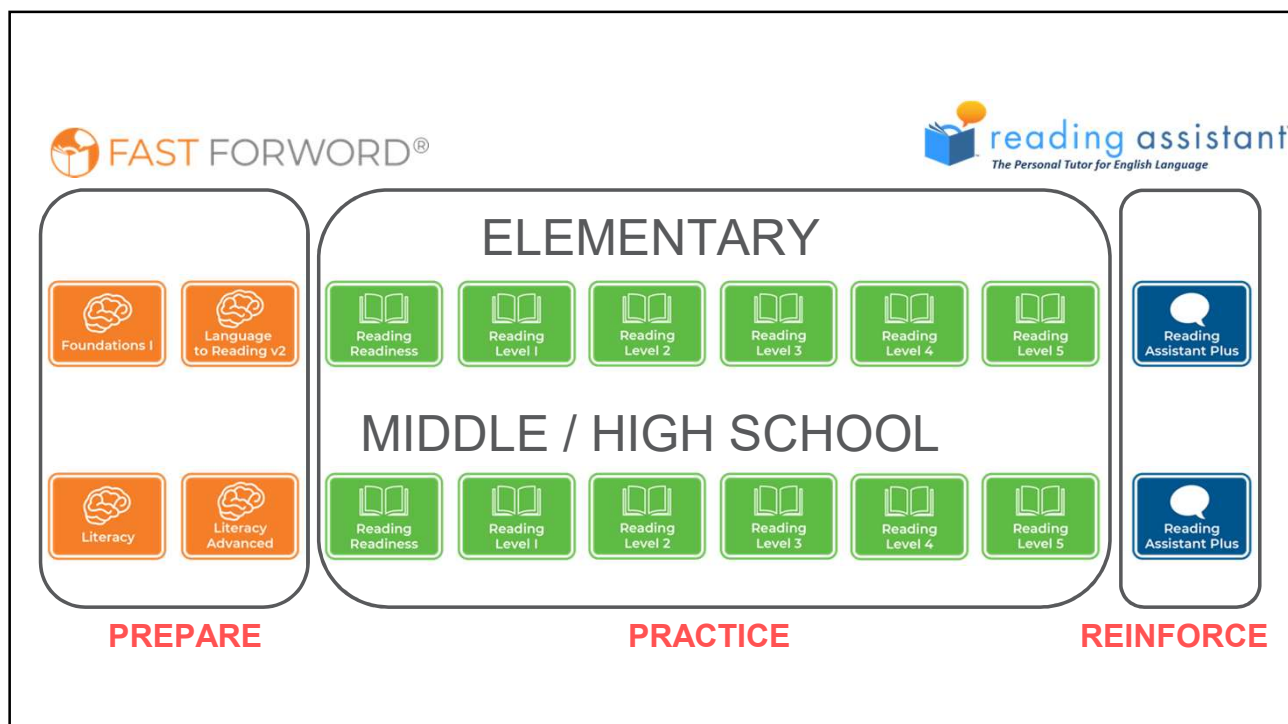 FAST FORWORD®
reading assistant
The Personal Tutor for English Language
ELEMENTARY
Foundations I
Language
to Reading v2
Reading
Readiness
Reading
Level I
Reading
Level 2
Reading
Level 3
Reading
Level 4
Reading
Level 5
Reading
Assistant Plus
MIDDLE / HIGH SCHOOL
Literacy
Literacy
Advanced
Reading
Readiness
Reading
Level I
Reading
Level 2
Reading
Level 3
Reading
Level 4
Reading
Level 5
Reading
Assistant Plus
PREPARE
PRACTICE
REINFORCE